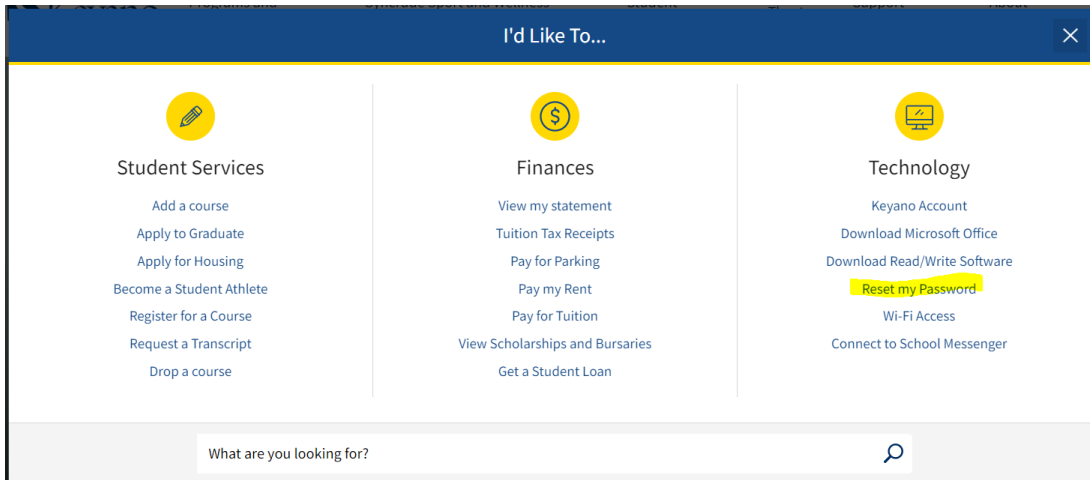 I'd Like To...
Student Services
Add a course
Apply to Graduate
Apply for Housing
Become a Student Athlete
Register for a Course
Request a Transcript
Drop a course
Finances
View my statement
Tuition Tax Receipts
Pay for Parking
Pay my Rent
Pay for Tuition
View Scholarships and Bursaries
Get a Student Loan
Technology
Keyano Account
Download Microsoft Office
Download Read/Write Software
Reset my Password
Wi-Fi Access
Connect to School Messenger
What are you looking for?